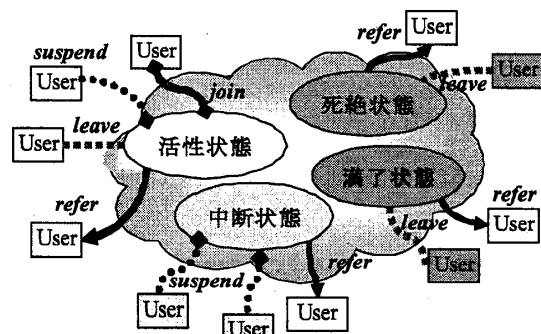 User
refer
User
suspend
User
User
leave
join
死絶状態
leave
User
活性状態
満了状態
refer
User
refer
User
中断状態
leave
User
refer
suspend
User
User
User